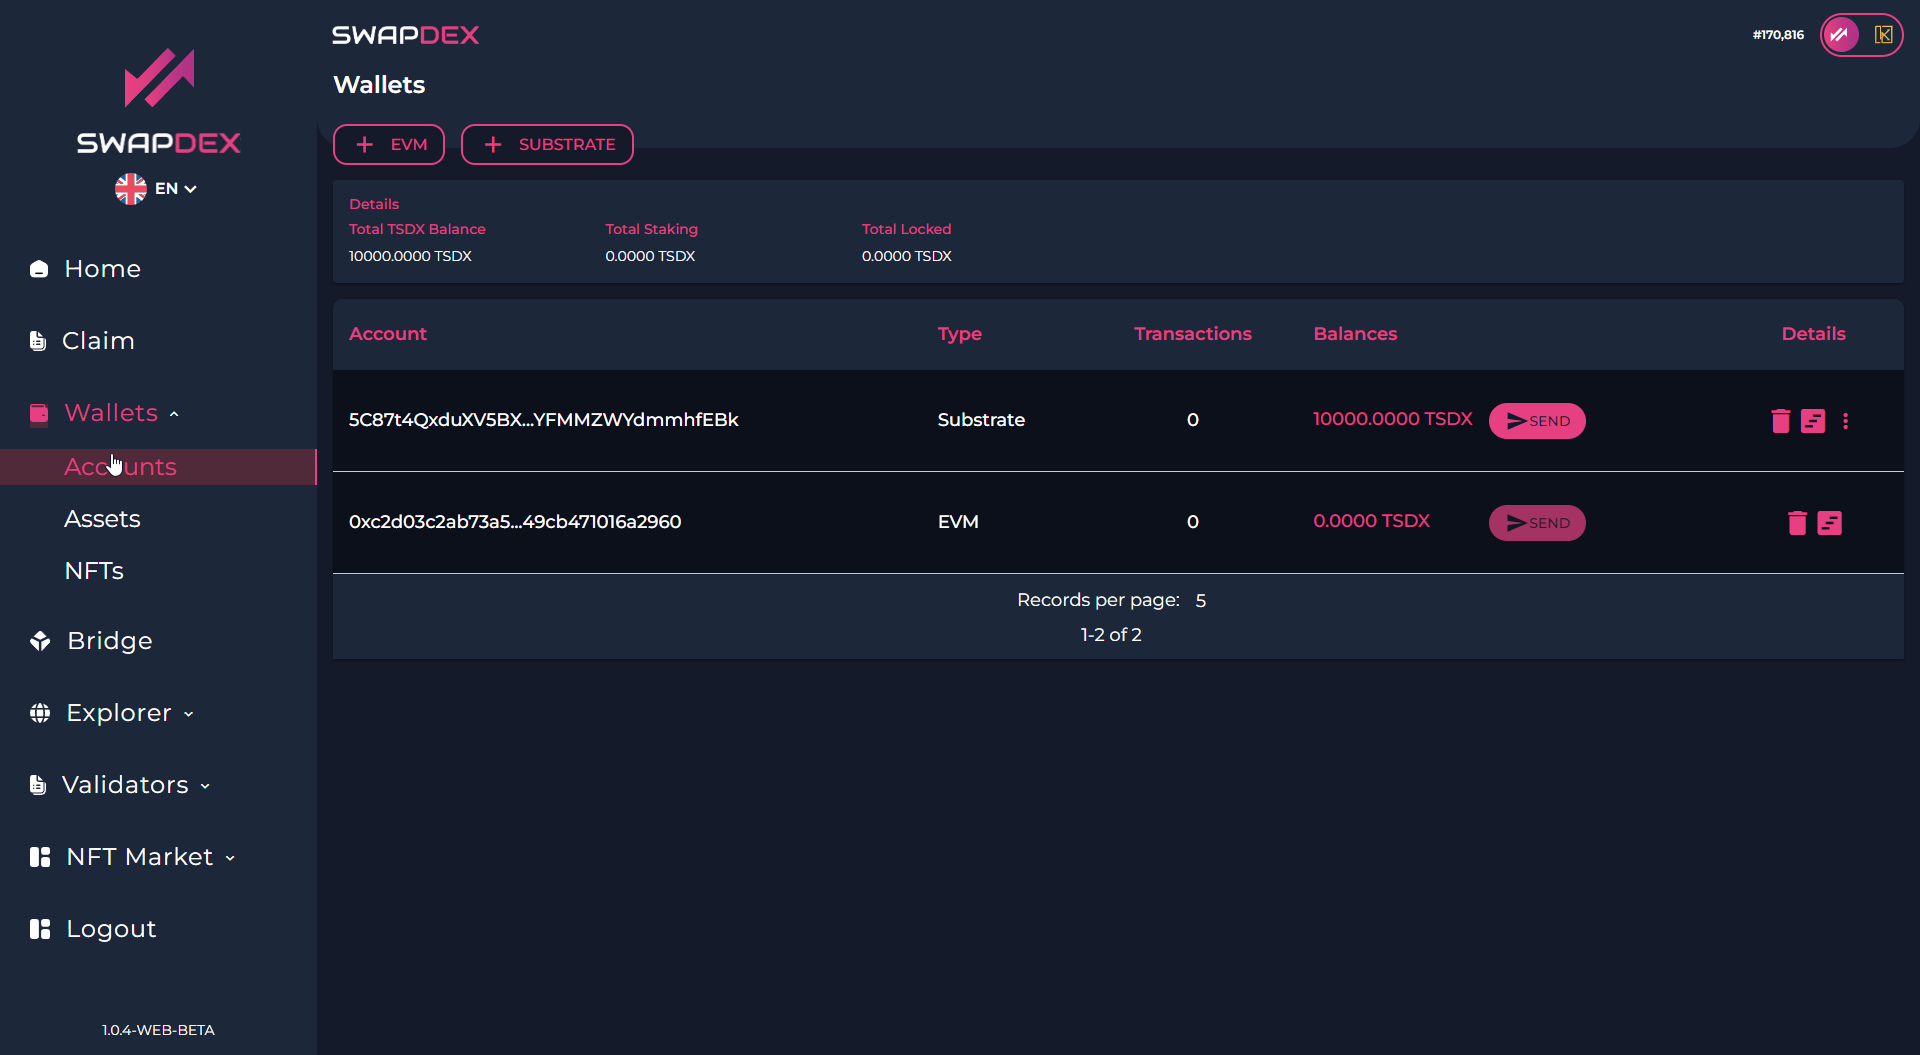 SWAPDEX
EN
Home
Claim
Wallets
Accounts
Assets
NFTs
Bridge
Explorer
Validators
NFT Market
Logout
1.0.4-WEB-BETA
SWAPDEX
#170,816
Wallets
+ EVM
+ SUBSTRATE
Details
Total TSDX Balance Total Staking Total Locked
10000.0000 TSDX 0.0000 TSDX 0.0000 TSDX
Account Type Transactions Balances Details
5C87t4QxduXV5BX...YFMMZWYdmmhfEBk Substrate 0 10000.0000 TSDX SEND
0xc2d03c2ab73a5...49cb471016a2960 EVM 0 0.0000 TSDX SEND
Records per page: 5
1-2 of 2